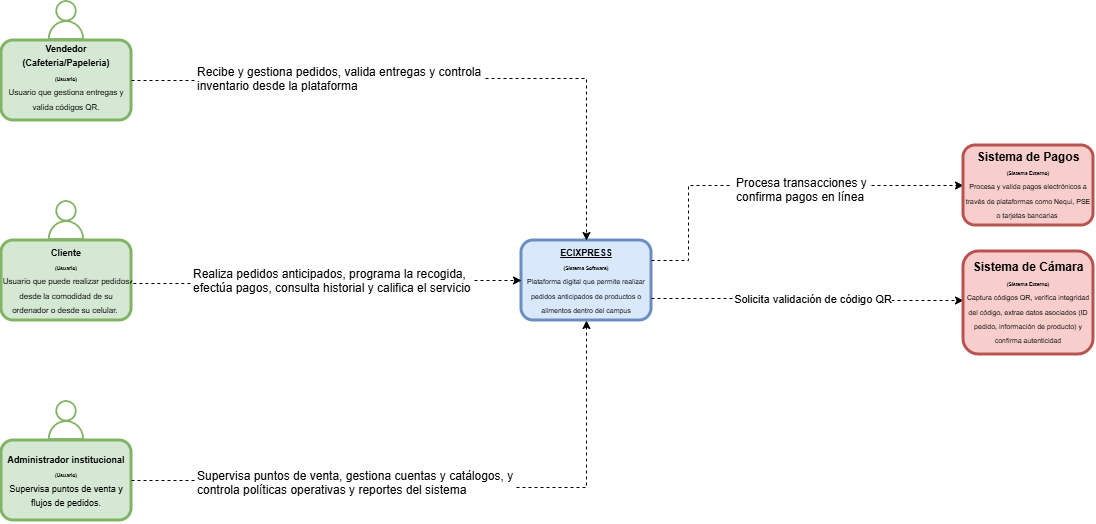 Vendedor
(Cafeteria/Papeleria)
(Usuario)
Usuario que gestiona entregas y
valida códigos QR.
Recibe y gestiona pedidos, valida entregas y controla
inventario desde la plataforma
Cliente
(Usuario)
Usuario que puede realizar pedidos
desde la comodidad de su
ordenador o desde su celular.
Realiza pedidos anticipados, programa la recogida,
efectúa pagos, consulta historial y califica el servicio
Administrador institucional
(Usuario)
Supervisa puntos de venta y
flujos de pedidos.
Supervisa puntos de venta, gestiona cuentas y catálogos, y
controla políticas operativas y reportes del sistema
ECIXPRESS
(Sistema Software)
Plataforma digital que permite realizar
pedidos anticipados de productos o
alimentos dentro del campus
Procesa transacciones y
confirma pagos en línea
Solicita validación de código QR
Sistema de Pagos
(Sistema Externo)
Procesa y valida pagos electrónicos a
través de plataformas como Nequi, PSE
o tarjetas bancarias
Sistema de Cámara
(Sistema Externo)
Captura códigos QR, verifica integridad
del código, extrae datos asociados (ID
pedido, información de producto) y
confirma autenticidad